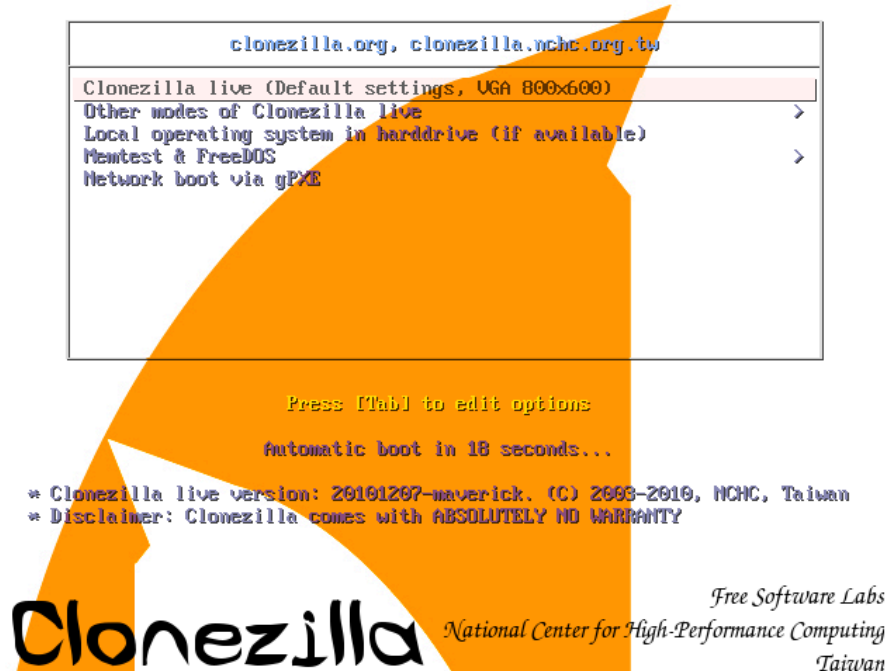 clonezilla.org, clonezilla.nchc.org.tw
Clonezilla live (Default settings, VGA 800x600)
Other modes of Clonezilla live >
Local operating system in harddrive (if available)
Memtest & FreeDOS >
Network boot via gPXE
Press [Tab] to edit options
Automatic boot in 18 seconds...
* Clonezilla live version: 20101207-maverick. (C) 2003-2010, NCHC, Taiwan
* Disclaimer: Clonezilla comes with ABSOLUTELY NO WARRANTY
Clonezilla
Free Software Labs
National Center for High-Performance Computing
Taiwan